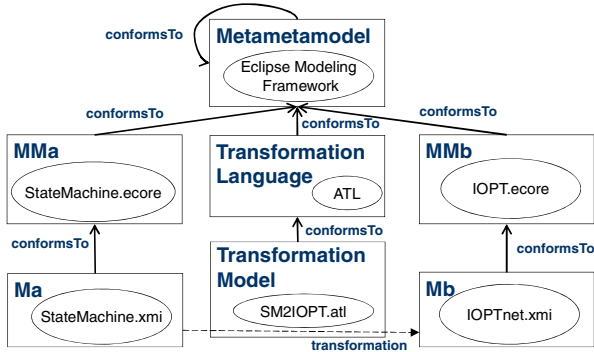 conformsTo
Metametamodel
Eclipse Modeling
Framework
conformsTo
conformsTo
conformsTo
MMa
StateMachine.ecore
Transformation
Language
ATL
MMb
IOPT.ecore
conformsTo
conformsTo
conformsTo
Ma
StateMachine.xmi
Transformation
Model
SM2IOPT.atl
Mb
IOPTnet.xmi
transformation